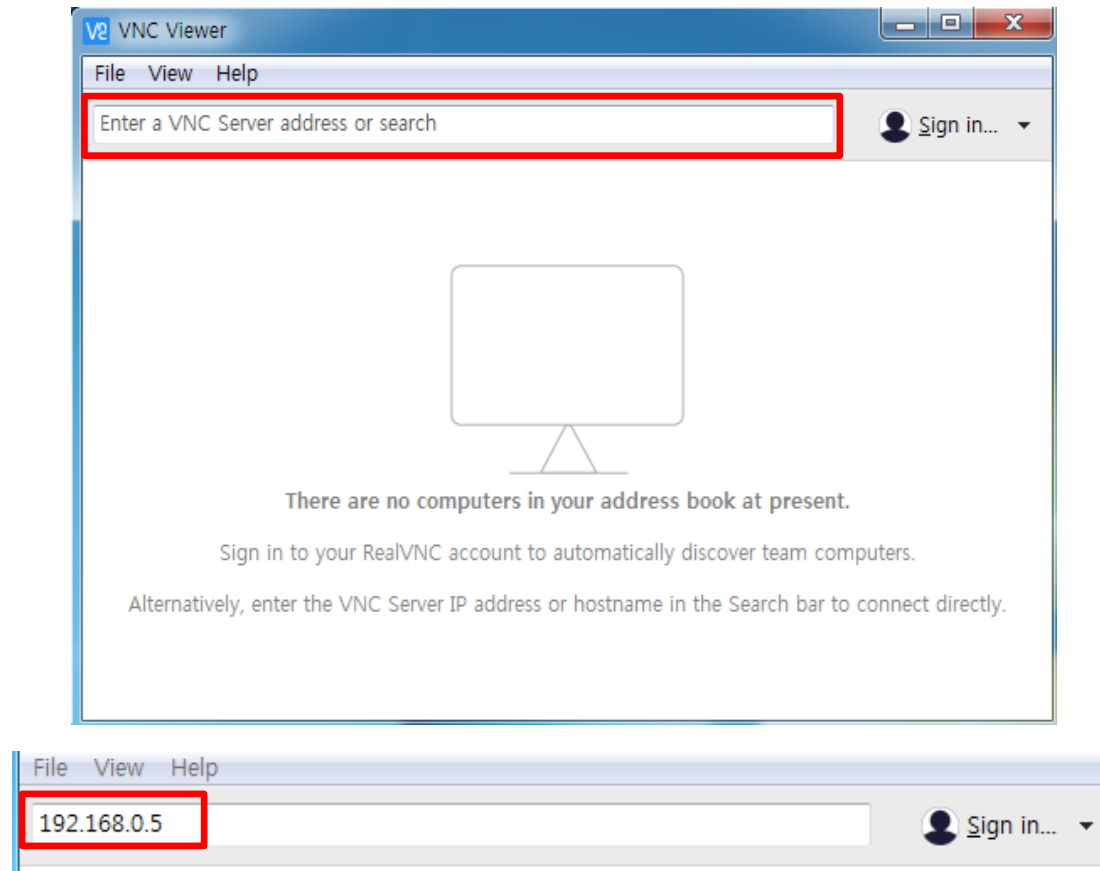 VNC Viewer
File View Help
Enter a VNC Server address or search
Sign in...
There are no computers in your address book at present.
Sign in to your RealVNC account to automatically discover team computers.
Alternatively, enter the VNC Server IP address or hostname in the Search bar to connect directly.
File View Help
192.168.0.5
Sign in...